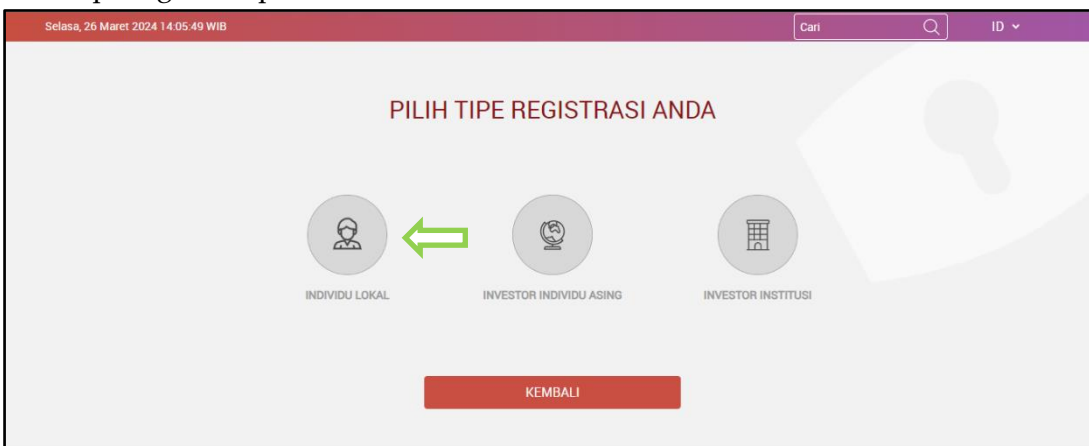 Selasa, 26 Maret 2024 14:05:49 WIB
Cari
ID
PILIH TIPE REGISTRASI ANDA
INDIVIDU LOKAL
INVESTOR INDIVIDU ASING
INVESTOR INSTITUSI
KEMBALI